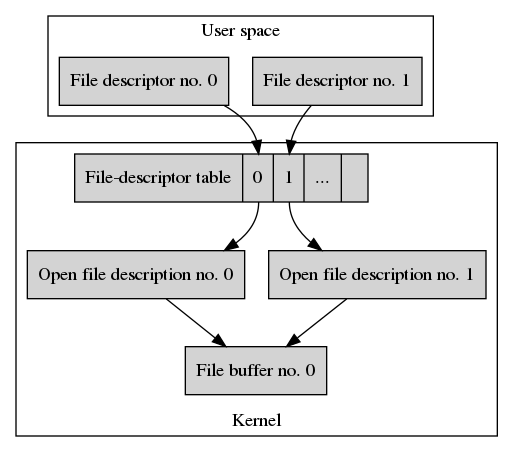 User space
File descriptor no. 0
File descriptor no. 1
File-descriptor table 0 1 ...
Open file description no. 0
Open file description no. 1
File buffer no. 0
Kernel